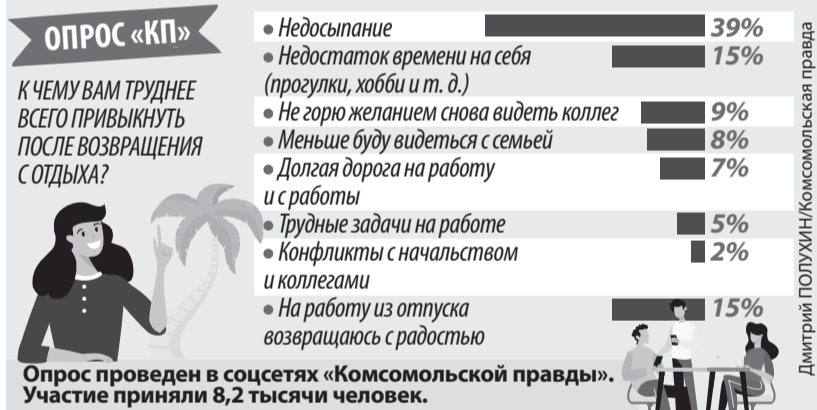 ОПРОС «КП»
К ЧЕМУ ВАМ ТРУДНЕЕ
ВСЕГО ПРИВЫКНУТЬ
ПОСЛЕ ВОЗВРАЩЕНИЯ
С ОТДЫХА?
• Недосыпание 39%
• Недостаток времени на себя 15%
(прогулки, хобби и т. д.)
• Не горю желанием снова видеть коллег 9%
• Меньше буду видеться с семьей 8%
• Долгая дорога на работу 7%
и с работы
• Трудные задачи на работе 5%
• Конфликты с начальством 2%
и коллегами
• На работу из отпуска 15%
возвращаюсь с радостью
Опрос проведен в соцсетях «Комсомольской правды».
Участие приняли 8,2 тысячи человек.
Дмитрий ПОЛУХИН/Комсомольская правда